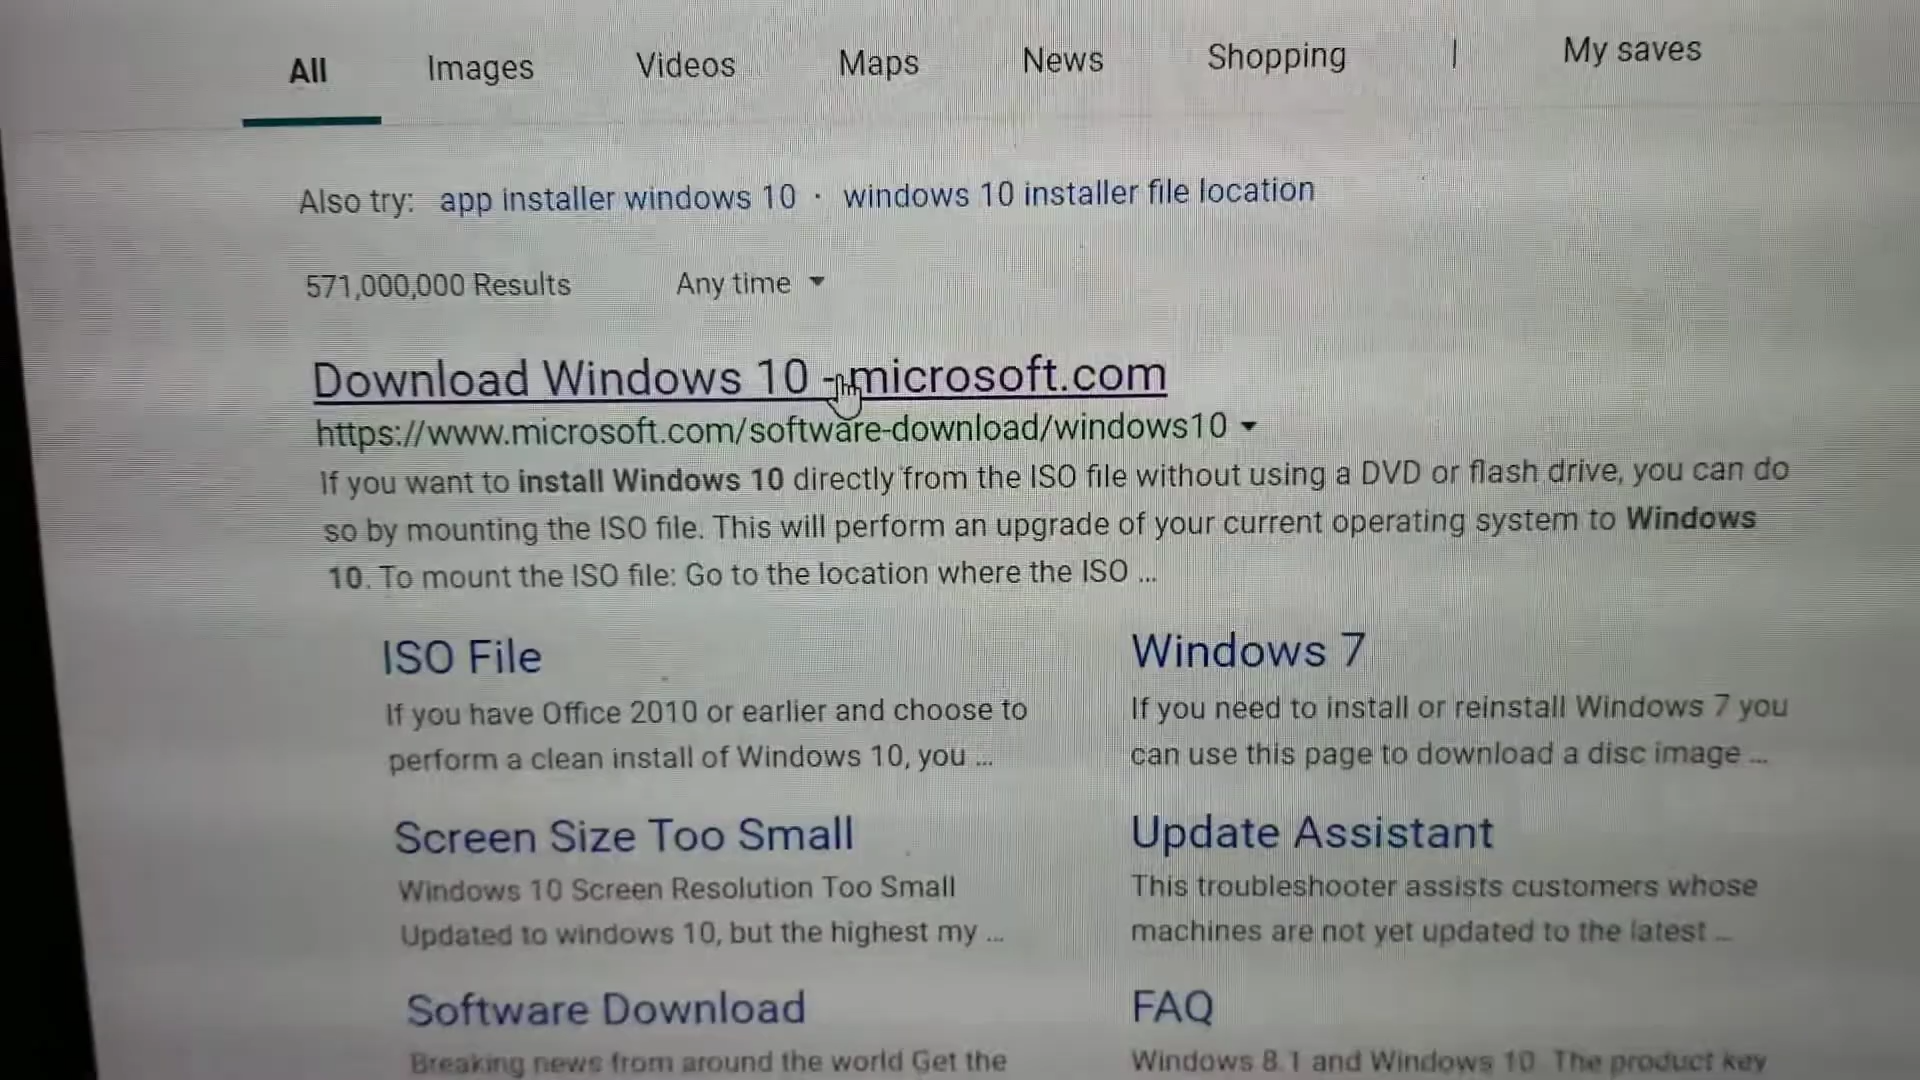 All Images Videos Maps News Shopping | My saves
Also try: app installer windows 10 · windows 10 installer file location
571,000,000 Results Any time
Download Windows 10 - microsoft.com
https://www.microsoft.com/software-download/windows10
If you want to install Windows 10 directly from the ISO file without using a DVD or flash drive, you can do
so by mounting the ISO file. This will perform an upgrade of your current operating system to Windows
10. To mount the ISO file: Go to the location where the ISO ...
ISO File
If you have Office 2010 or earlier and choose to
perform a clean install of Windows 10, you ...
Windows 7
If you need to install or reinstall Windows 7 you
can use this page to download a disc image ...
Screen Size Too Small
Windows 10 Screen Resolution Too Small
Updated to windows 10, but the highest my ...
Update Assistant
This troubleshooter assists customers whose
machines are not yet updated to the latest ...
Software Download
Breaking news from around the world Get the
FAQ
Windows 8.1 and Windows 10. The product key